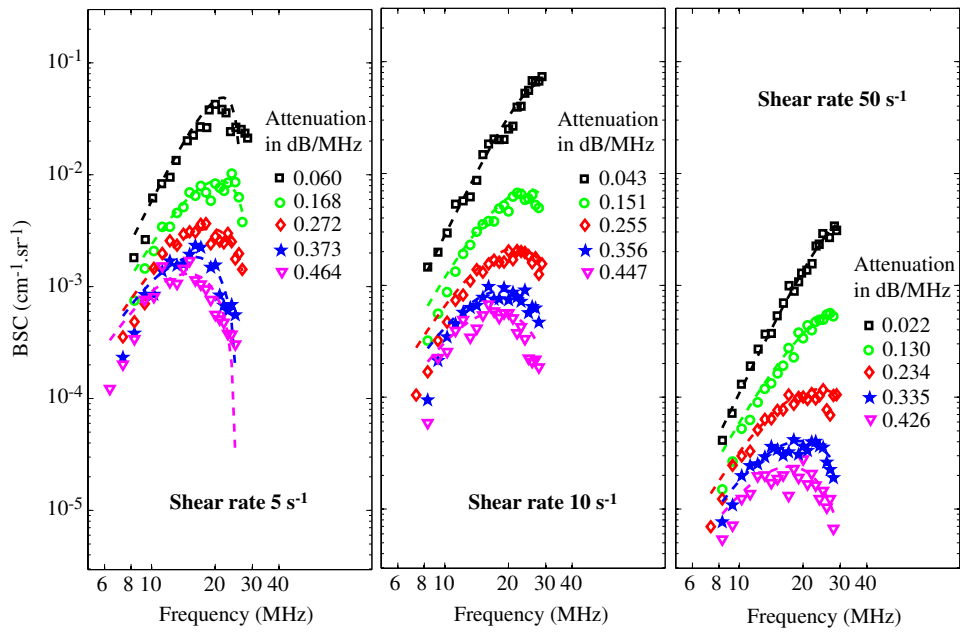 BSC (cm⁻¹.sr⁻¹)
10⁻¹
10⁻²
10⁻³
10⁻⁴
10⁻⁵
Attenuation
in dB/MHz
0.060
0.168
0.272
0.373
0.464
Shear rate 5 s⁻¹
6 8 10 20 30 40
Frequency (MHz)
Attenuation
in dB/MHz
0.043
0.151
0.255
0.356
0.447
Shear rate 10 s⁻¹
6 8 10 20 30 40
Frequency (MHz)
Shear rate 50 s⁻¹
Attenuation
in dB/MHz
0.022
0.130
0.234
0.335
0.426
6 8 10 20 30 40
Frequency (MHz)